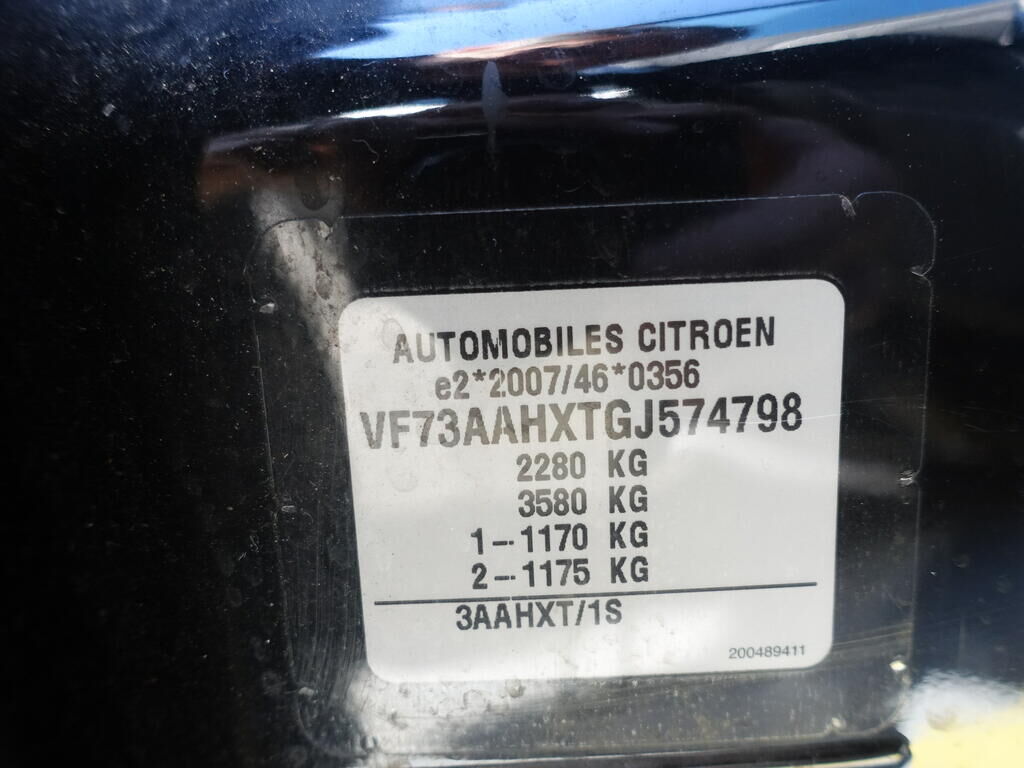 AUTOMOBILES CITROEN
e2*2007/46*0356
VF73AAHXTGJ574798
2280 KG
3580 KG
1--1170 KG
2--1175 KG
3AAHXT/1S
200489411